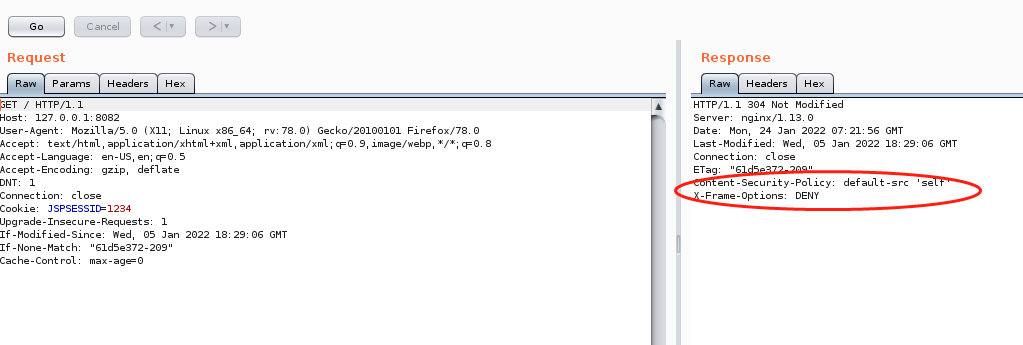 Go Cancel < >
Request
Raw Params Headers Hex
GET / HTTP/1.1
Host: 127.0.0.1:8082
User-Agent: Mozilla/5.0 (X11; Linux x86_64; rv:78.0) Gecko/20100101 Firefox/78.0
Accept: text/html,application/xhtml+xml,application/xml;q=0.9,image/webp,*/*;q=0.8
Accept-Language: en-US,en;q=0.5
Accept-Encoding: gzip, deflate
DNT: 1
Connection: close
Cookie: JSPSESSID=1234
Upgrade-Insecure-Requests: 1
If-Modified-Since: Wed, 05 Jan 2022 18:29:06 GMT
If-None-Match: "61d5e372-209"
Cache-Control: max-age=0
Response
Raw Headers Hex
HTTP/1.1 304 Not Modified
Server: nginx/1.13.0
Date: Mon, 24 Jan 2022 07:21:56 GMT
Last-Modified: Wed, 05 Jan 2022 18:29:06 GMT
Connection: close
ETag: "61d5e372-209"
Content-Security-Policy: default-src 'self'
X-Frame-Options: DENY